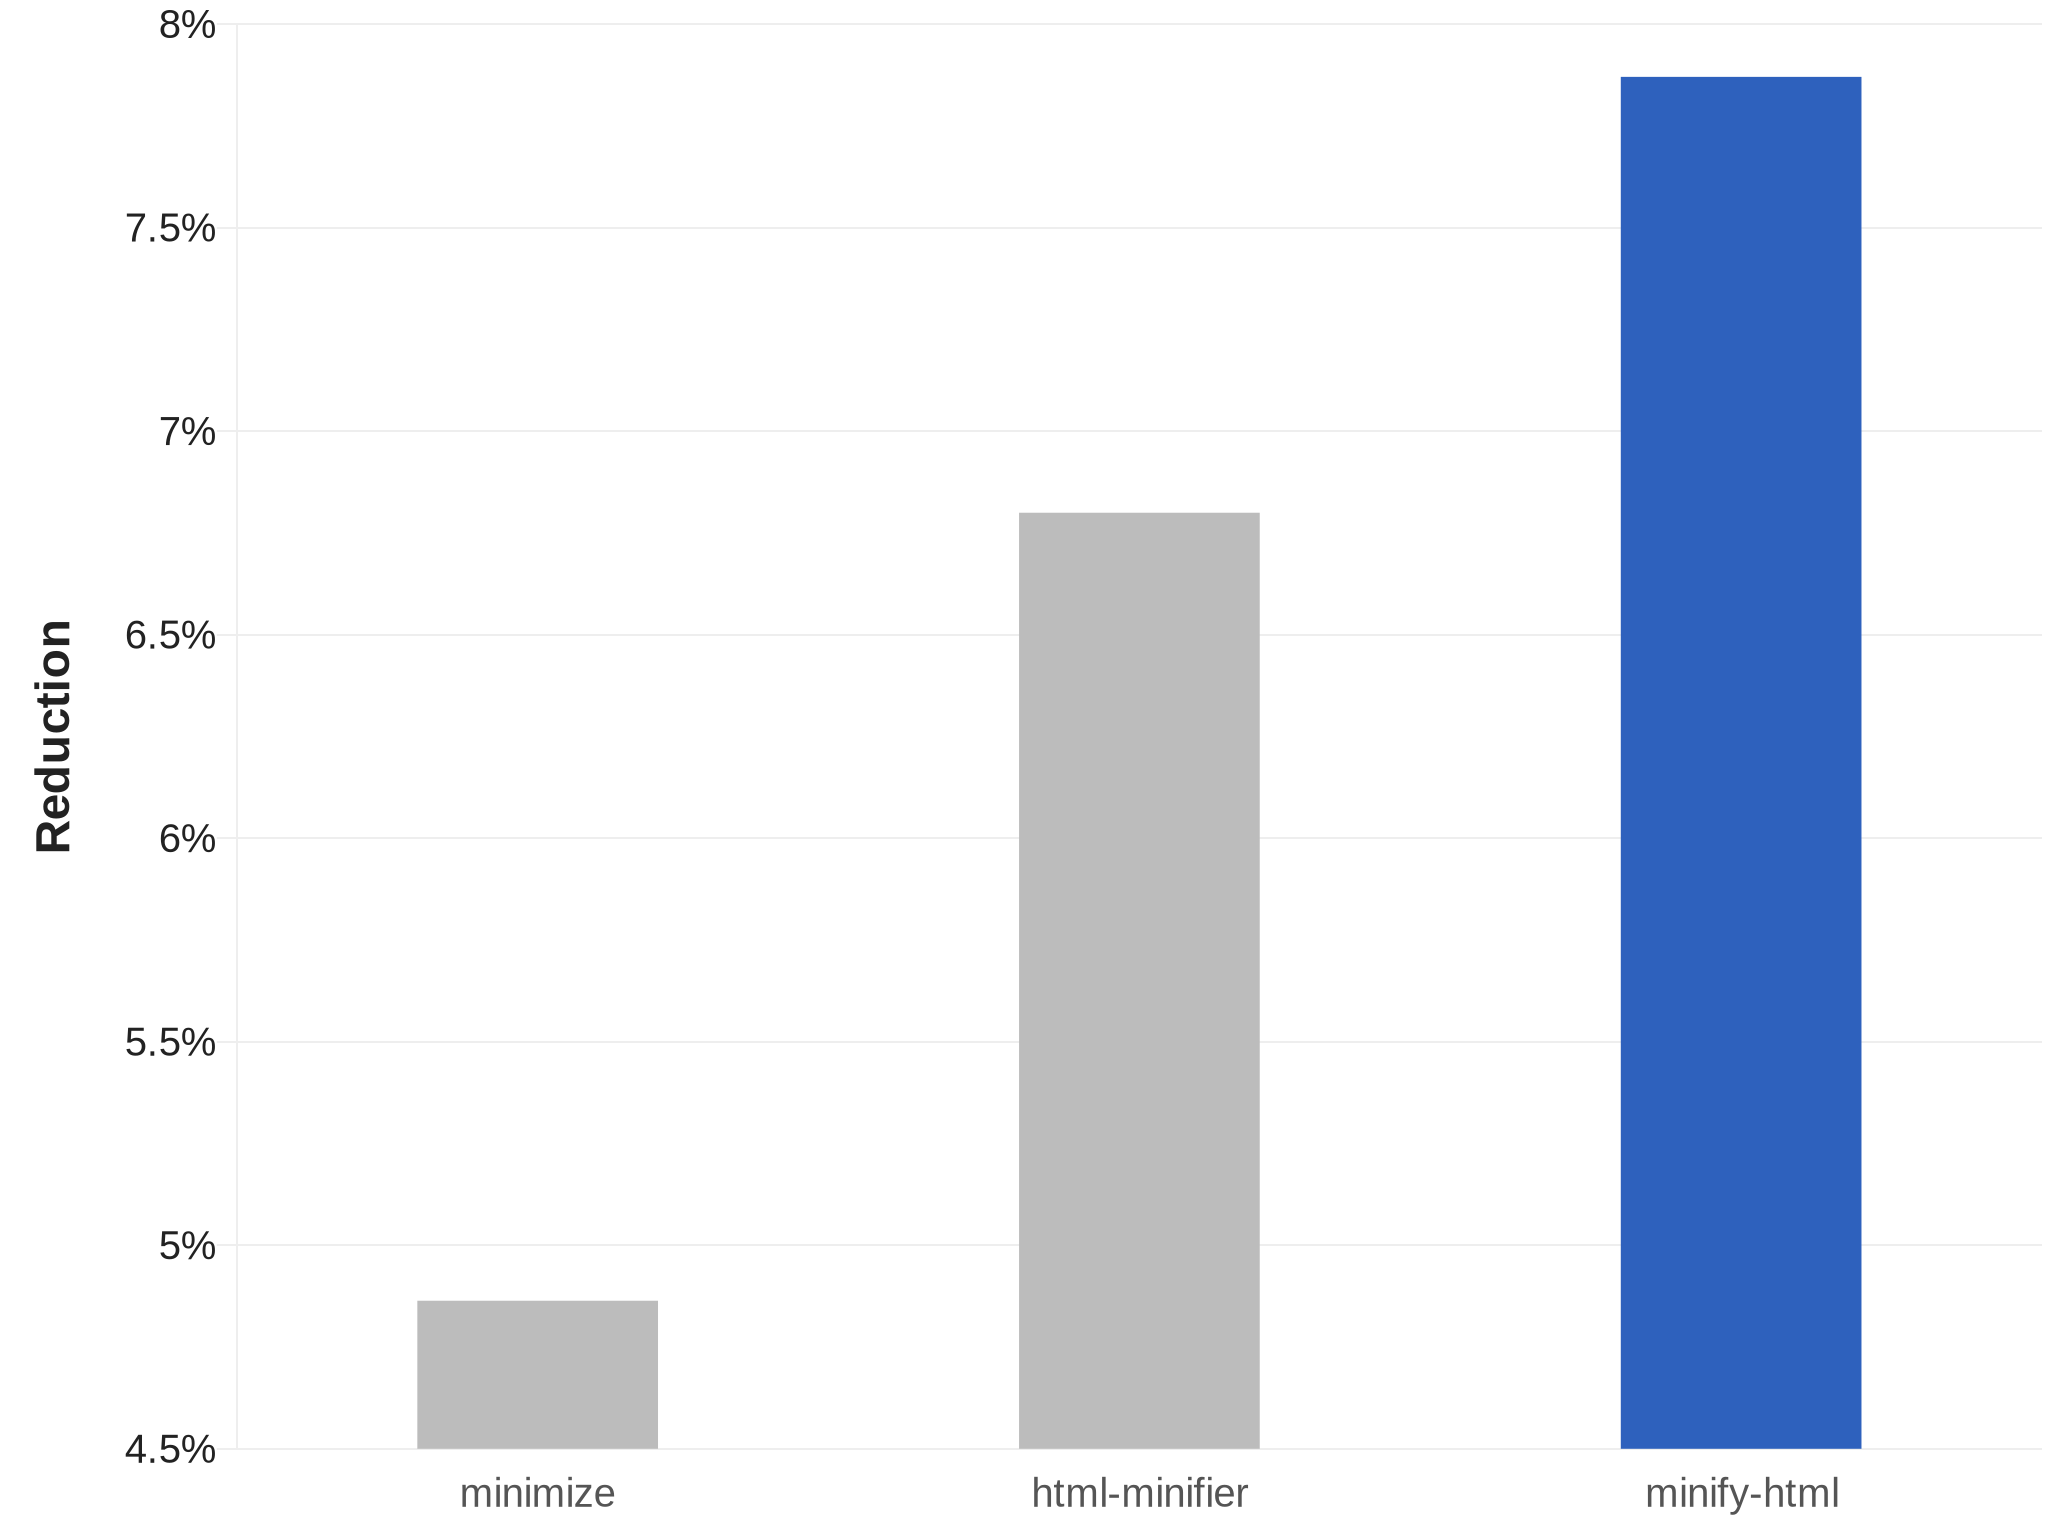 8%
7.5%
7%
6.5%
6%
5.5%
5%
4.5%
Reduction
minimize
html-minifier
minify-html